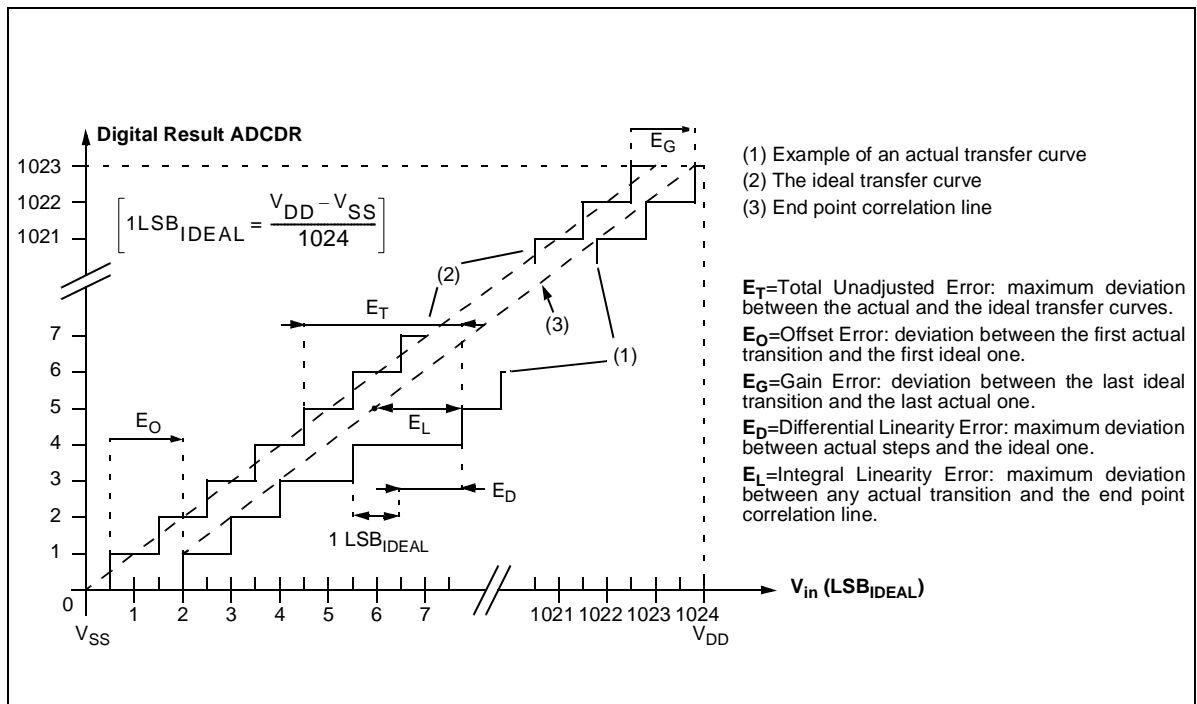 Digital Result ADCDR
E_G
1023
1022
1021
1LSB_IDEAL = (V_DD – V_SS) / 1024
(1) Example of an actual transfer curve
(2) The ideal transfer curve
(3) End point correlation line
(2)
E_T
(3)
(1)
7
6
5
4
3
2
1
0
E_O
E_L
E_D
1 LSB_IDEAL
E_T=Total Unadjusted Error: maximum deviation
between the actual and the ideal transfer curves.
E_O=Offset Error: deviation between the first actual
transition and the first ideal one.
E_G=Gain Error: deviation between the last ideal
transition and the last actual one.
E_D=Differential Linearity Error: maximum deviation
between actual steps and the ideal one.
E_L=Integral Linearity Error: maximum deviation
between any actual transition and the end point
correlation line.
V_in (LSB_IDEAL)
1 2 3 4 5 6 7 1021 1022 1023 1024
V_SS V_DD